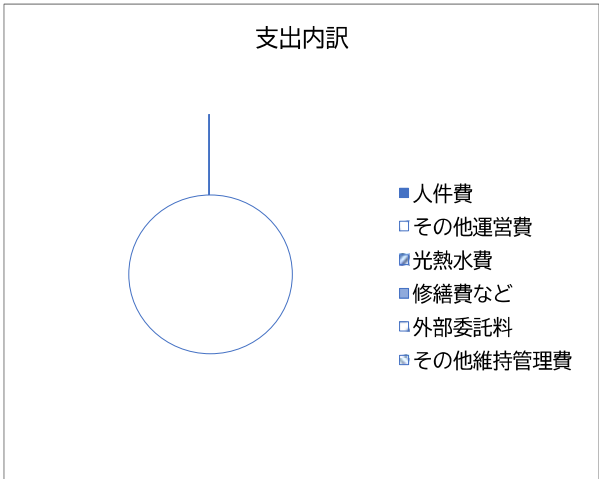 支出内訳
人件費
その他運営費
光熱水費
修繕費など
外部委託料
その他維持管理費